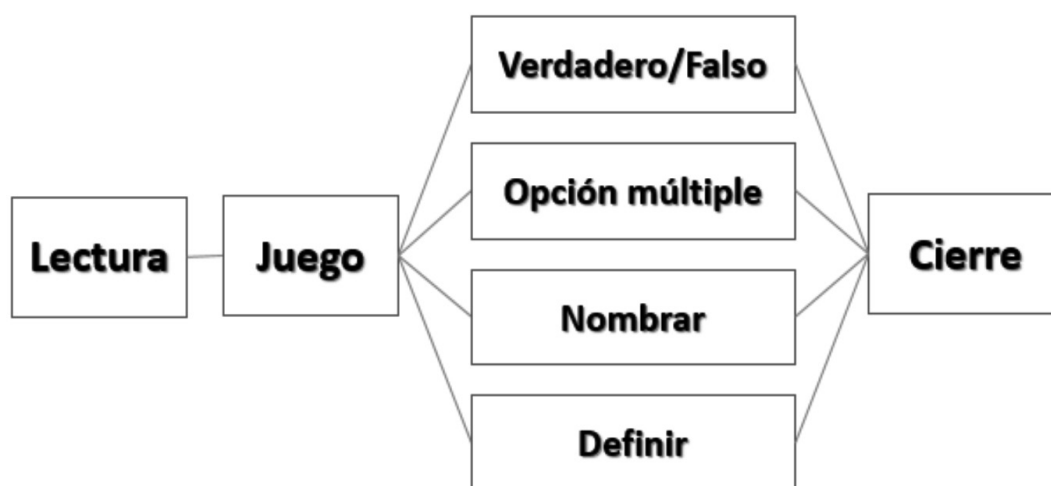 Lectura
Juego
Verdadero/Falso
Opción múltiple
Nombrar
Definir
Cierre